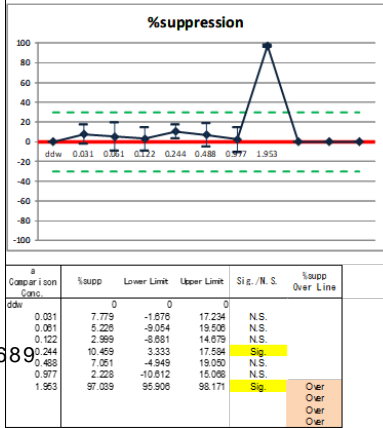 %suppression
100
80
60
40
20
0
-20
-40
-60
-80
-100
ddw 0.031 0.061 0.122 0.244 0.488 0.977 1.953
a
Comparison Conc. %supp Lower Limit Upper Limit Sig./N.S. %supp Over Line
ddw 0 0 0
0.031 7.779 -1.676 17.234 N.S.
0.061 5.226 -9.054 19.506 N.S.
0.122 2.999 -8.681 14.679 N.S.
689
0.244 10.459 3.333 17.584 Sig.
0.488 7.051 -4.949 19.050 N.S.
0.977 2.228 -10.612 15.068 N.S.
1.953 97.039 95.906 98.171 Sig. Over
Over
Over
Over